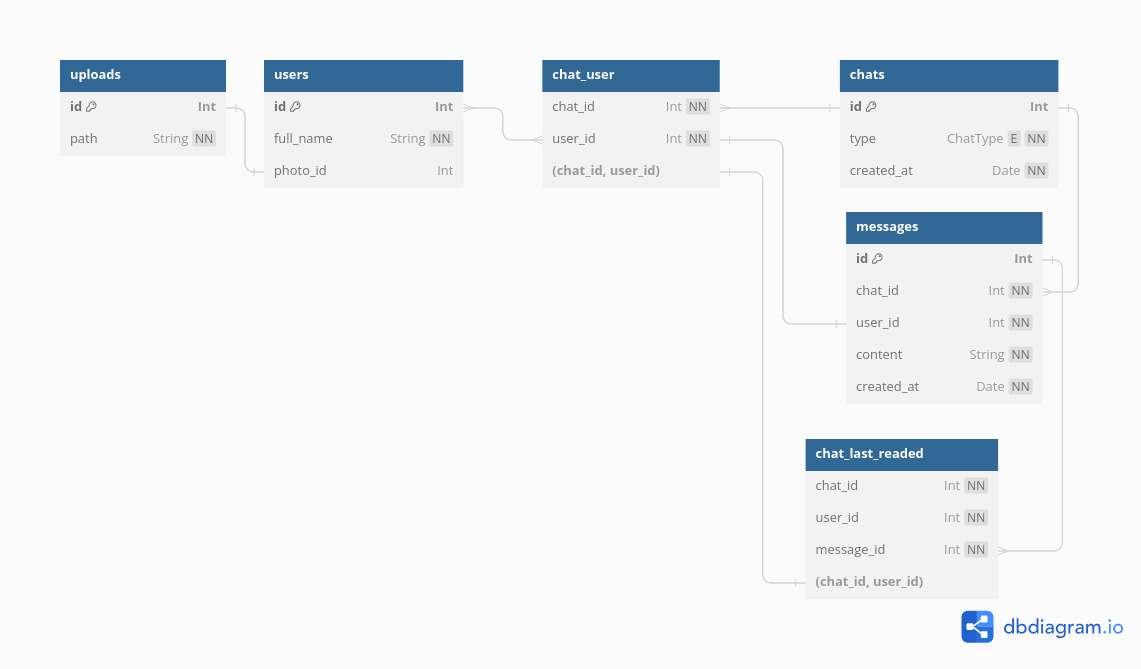 uploads
id Int
path String NN
users
id Int
full_name String NN
photo_id Int
chat_user
chat_id Int NN
user_id Int NN
(chat_id, user_id)
chats
id Int
type ChatType E NN
created_at Date NN
messages
id Int
chat_id Int NN
user_id Int NN
content String NN
created_at Date NN
chat_last_readed
chat_id Int NN
user_id Int NN
message_id Int NN
(chat_id, user_id)
dbdiagram.io